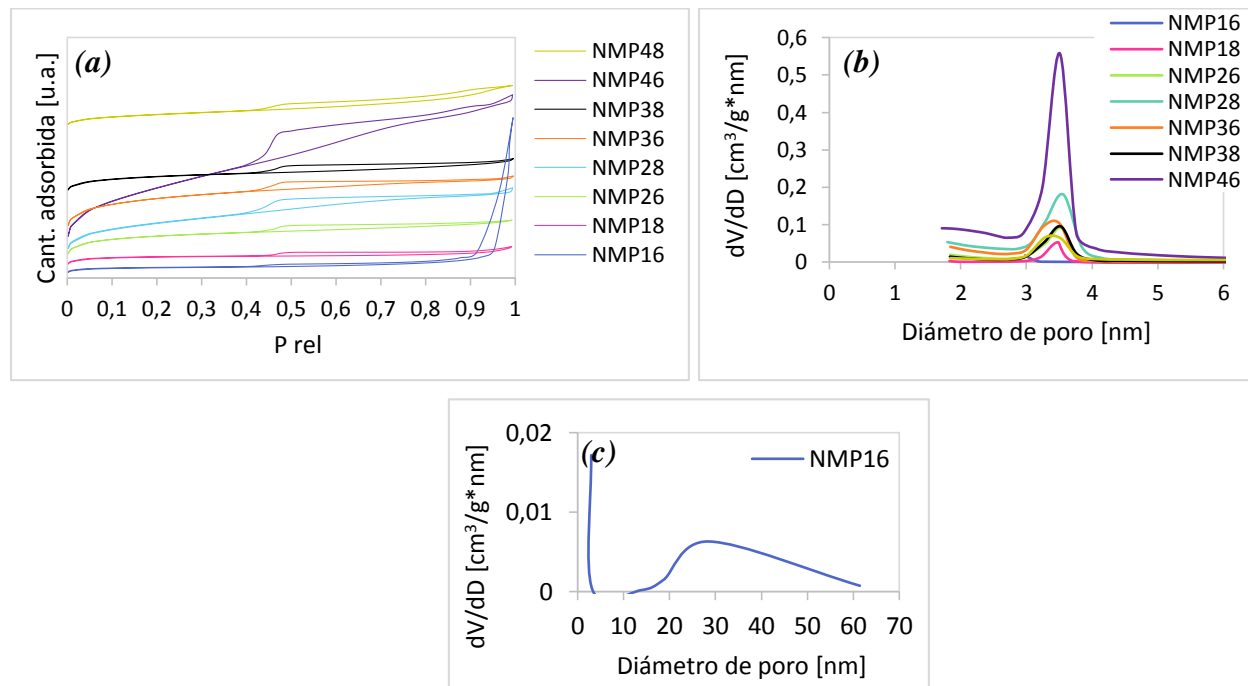 (a)
Cant. adsorbida [u.a.]
0 0,1 0,2 0,3 0,4 0,5 0,6 0,7 0,8 0,9 1
P rel
NMP48
NMP46
NMP38
NMP36
NMP28
NMP26
NMP18
NMP16
(b)
dV/dD [cm³/g*nm]
0,6
0,5
0,4
0,3
0,2
0,1
0
0 1 2 3 4 5 6
Diámetro de poro [nm]
NMP16
NMP18
NMP26
NMP28
NMP36
NMP38
NMP46
(c)
dV/dD [cm³/g*nm]
0,02
0,01
0
0 10 20 30 40 50 60 70
Diámetro de poro [nm]
NMP16